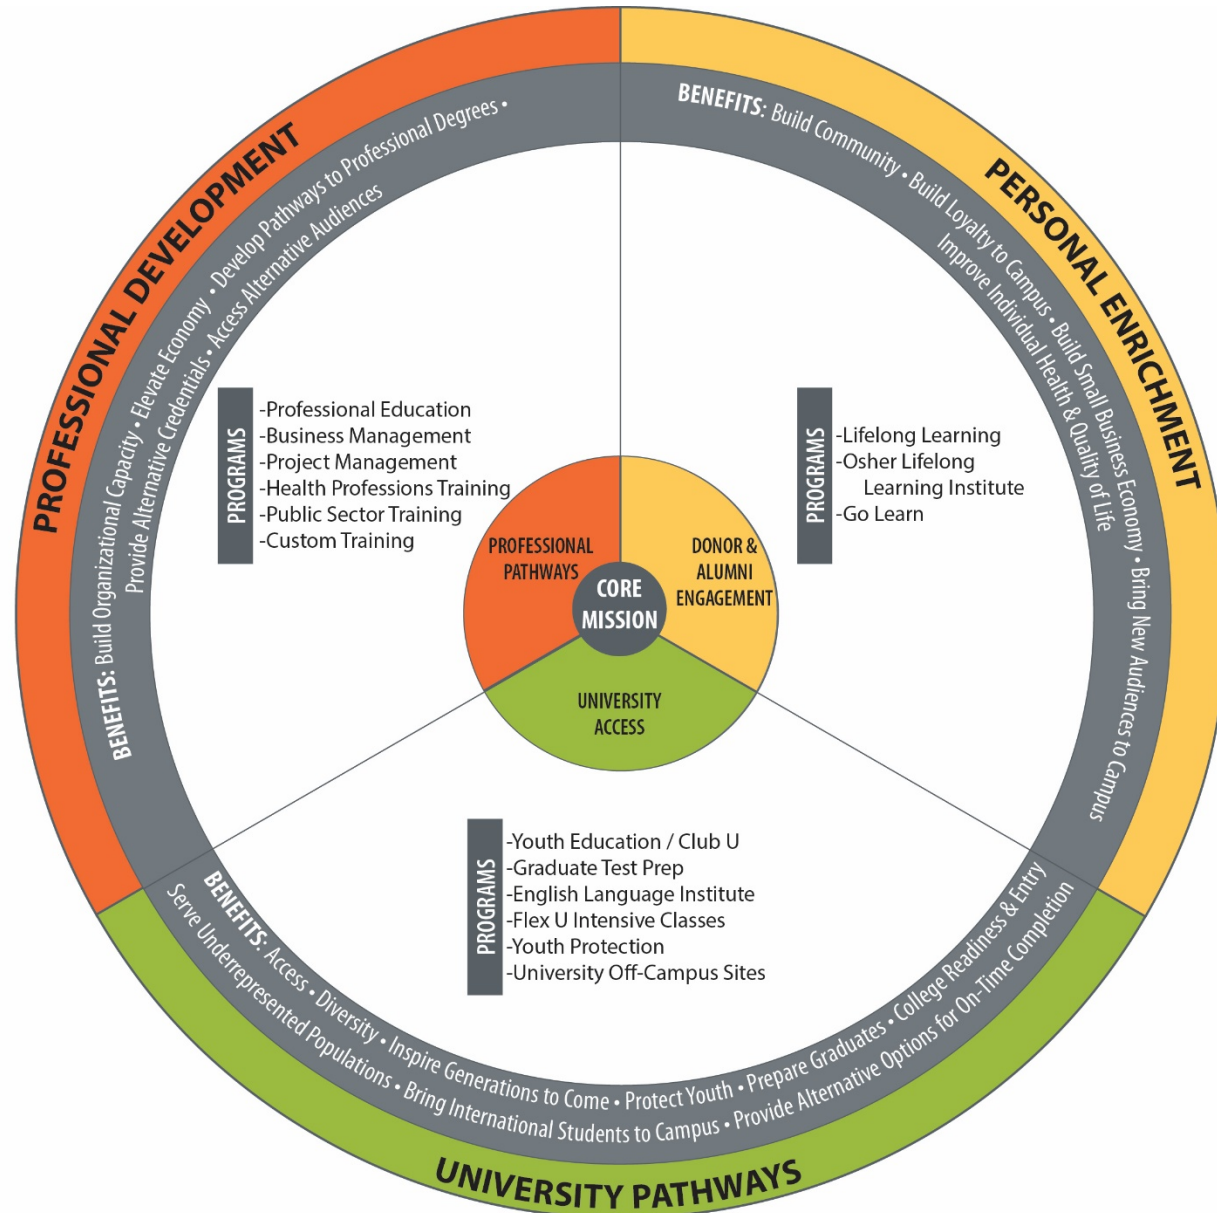 PROFESSIONAL DEVELOPMENT
BENEFITS: Build Organizational Capacity • Elevate Economy • Develop Pathways to Professional Degrees •
Provide Alternative Credentials • Access Alternative Audiences
PROGRAMS
-Professional Education
-Business Management
-Project Management
-Health Professions Training
-Public Sector Training
-Custom Training
PERSONAL ENRICHMENT
BENEFITS: Build Community • Build Loyalty to Campus • Build Small Business Economy • Bring New Audiences to Campus
Improve Individual Health & Quality of Life
PROGRAMS
-Lifelong Learning
-Osher Lifelong
Learning Institute
-Go Learn
PROFESSIONAL
PATHWAYS
DONOR &
ALUMNI
ENGAGEMENT
CORE
MISSION
UNIVERSITY
ACCESS
PROGRAMS
-Youth Education / Club U
-Graduate Test Prep
-English Language Institute
-Flex U Intensive Classes
-Youth Protection
-University Off-Campus Sites
BENEFITS: Access • Diversity • Inspire Generations to Come • Protect Youth • Prepare Graduates • College Readiness & Entry
Serve Underrepresented Populations • Bring International Students to Campus • Provide Alternative Options for On-Time Completion
UNIVERSITY PATHWAYS